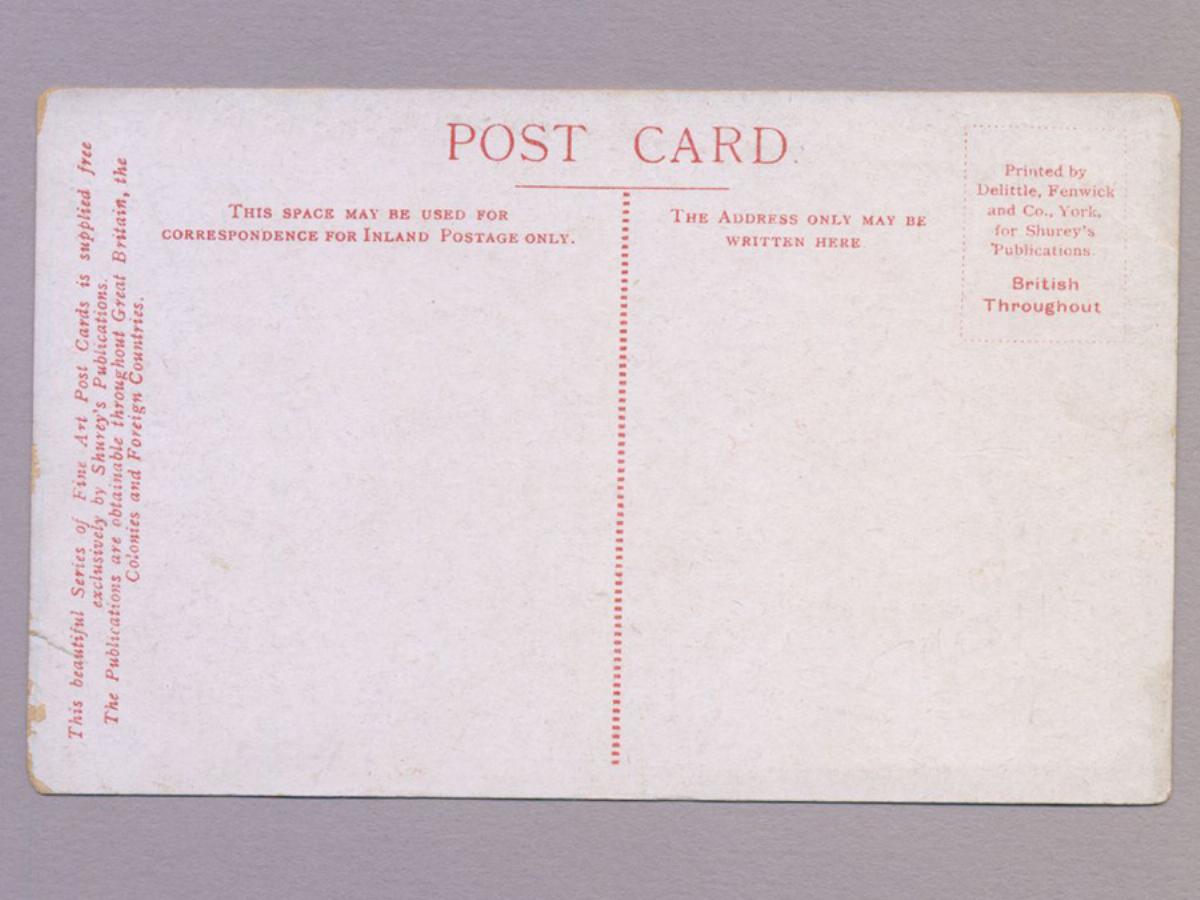 POST CARD
This beautiful Series of Fine Art Post Cards is supplied free
exclusively by Shurey's Publications.
The Publications are obtainable throughout Great Britain, the
Colonies and Foreign Countries.
THIS SPACE MAY BE USED FOR
CORRESPONDENCE FOR INLAND POSTAGE ONLY.
THE ADDRESS ONLY MAY BE
WRITTEN HERE
Printed by
Delittle, Fenwick
and Co., York,
for Shurey's
Publications.
British
Throughout